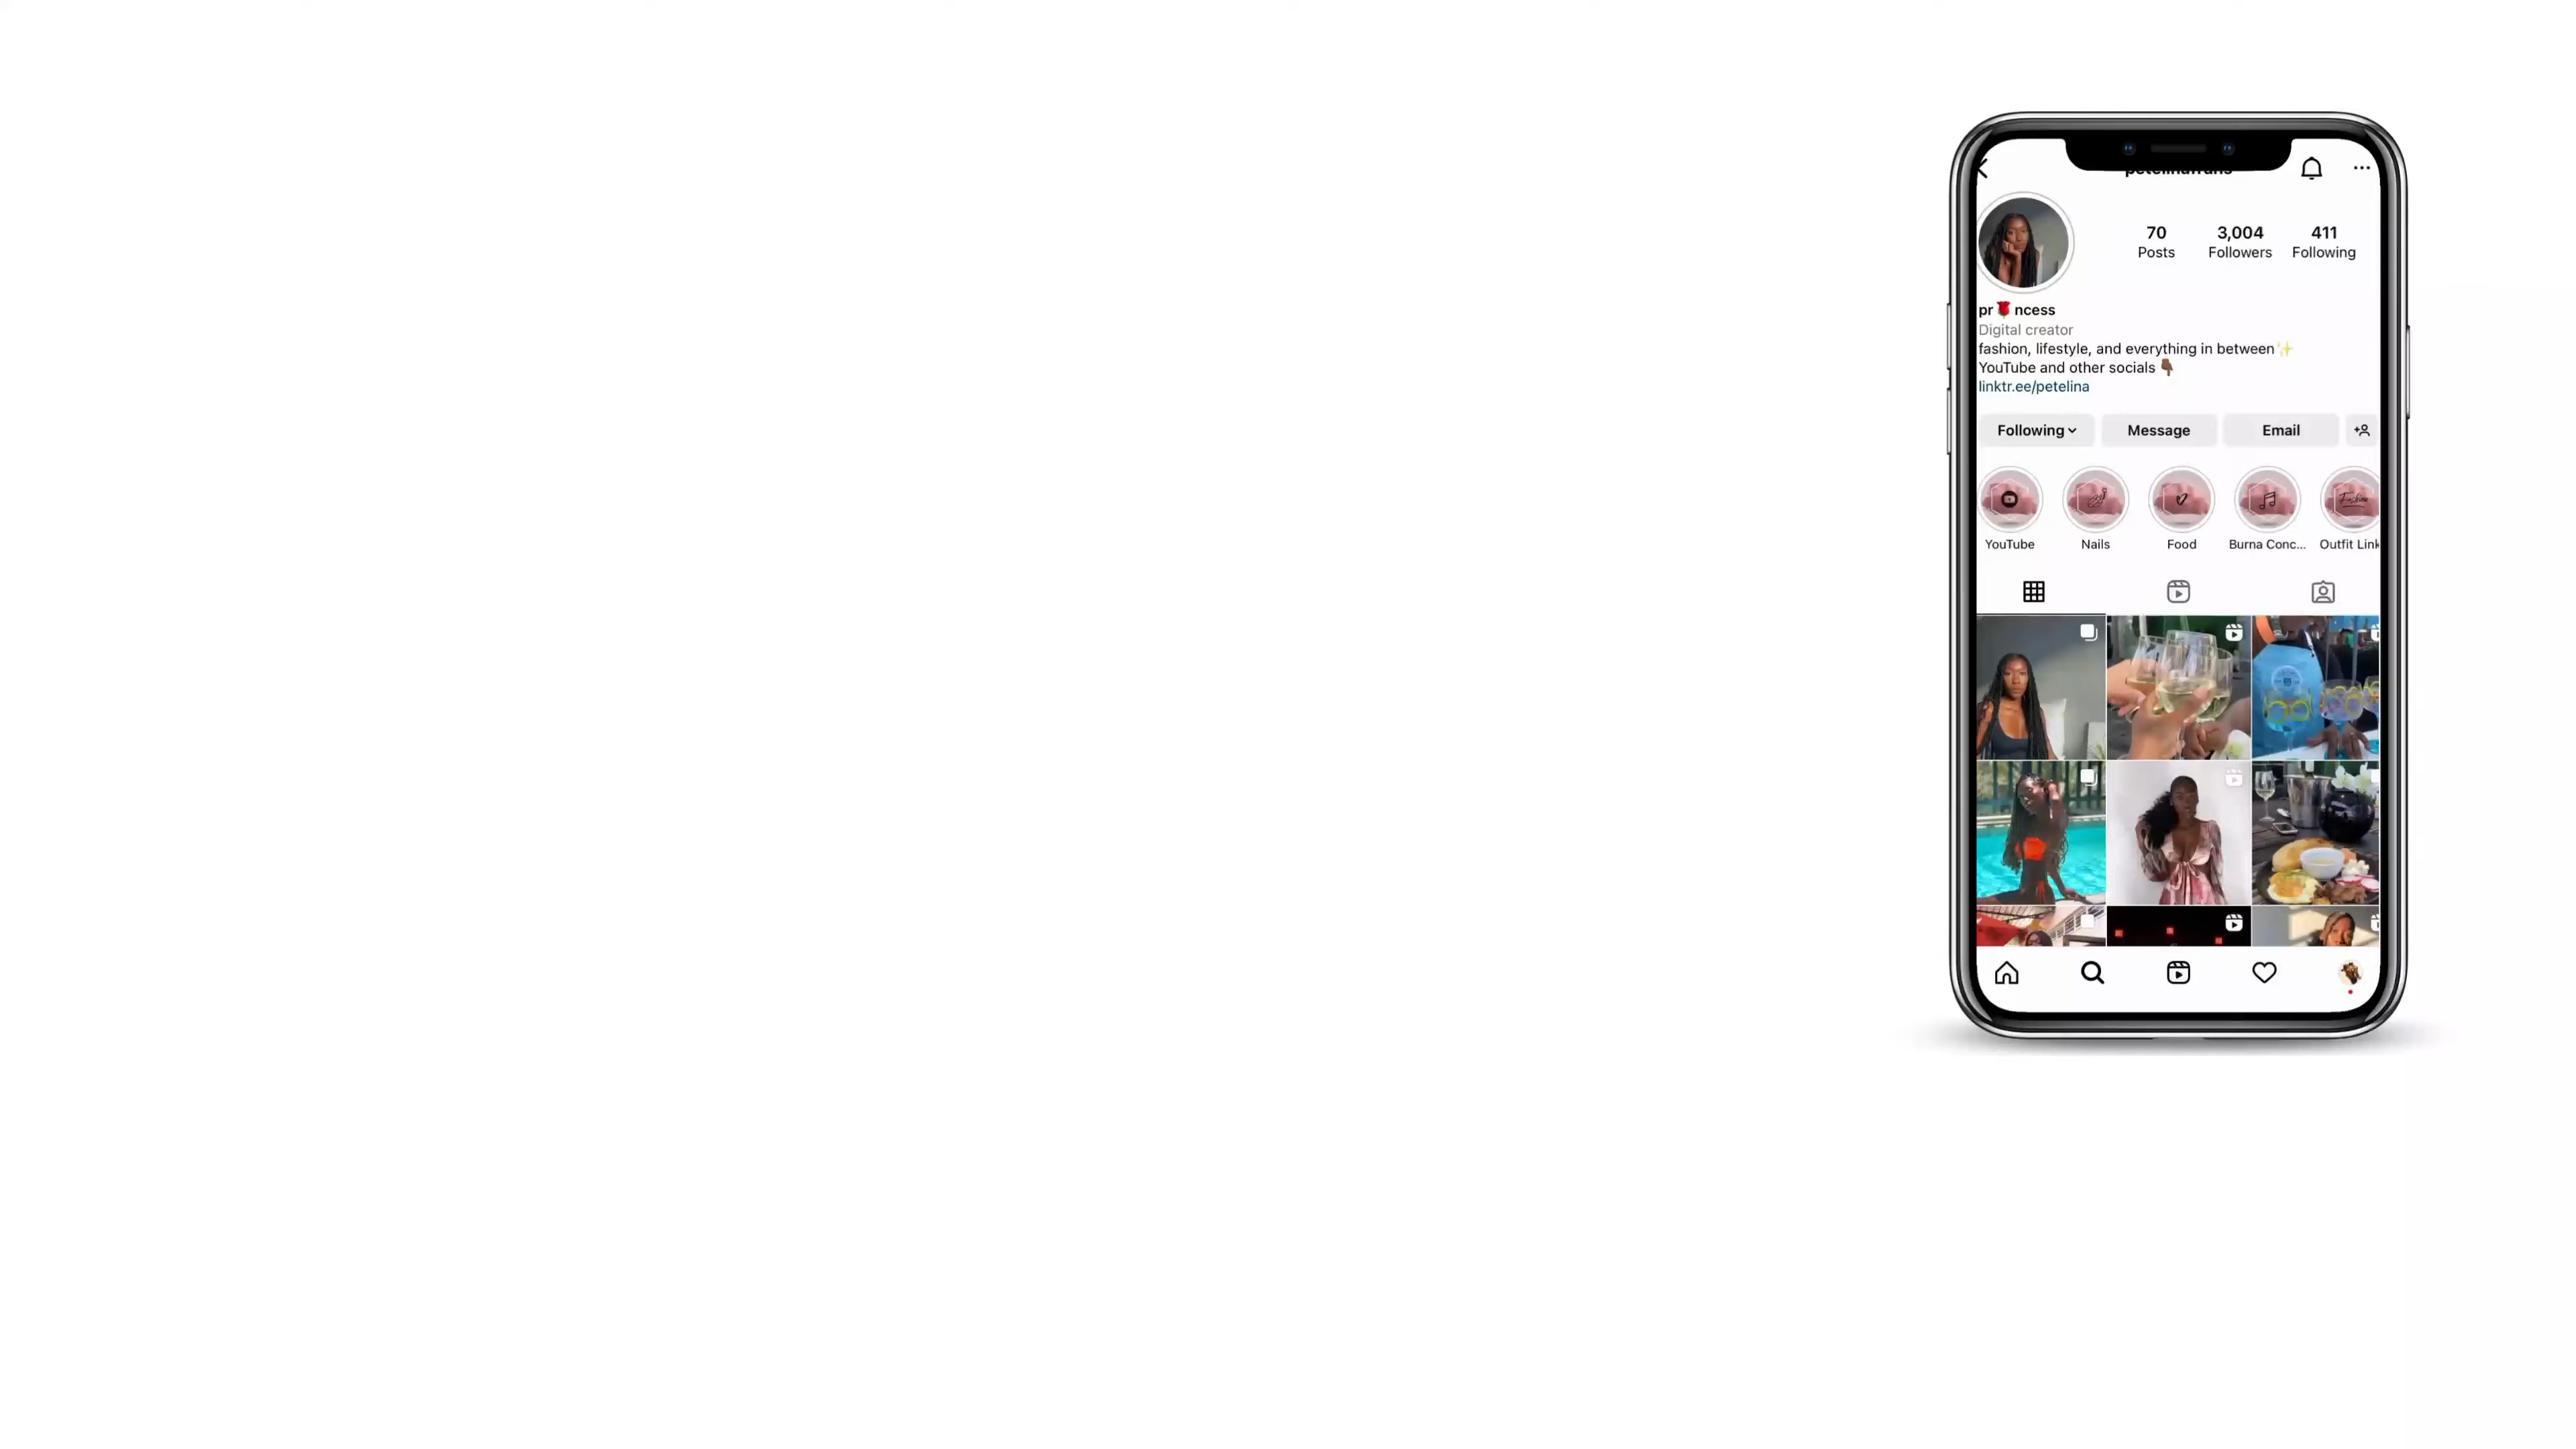 70 3,004 411
Posts Followers Following
pr🌹ncess
Digital creator
fashion, lifestyle, and everything in between✨
YouTube and other socials👇🏾
linktr.ee/petelina
Following Message Email
YouTube Nails Food Burna Conc... Outfit Link